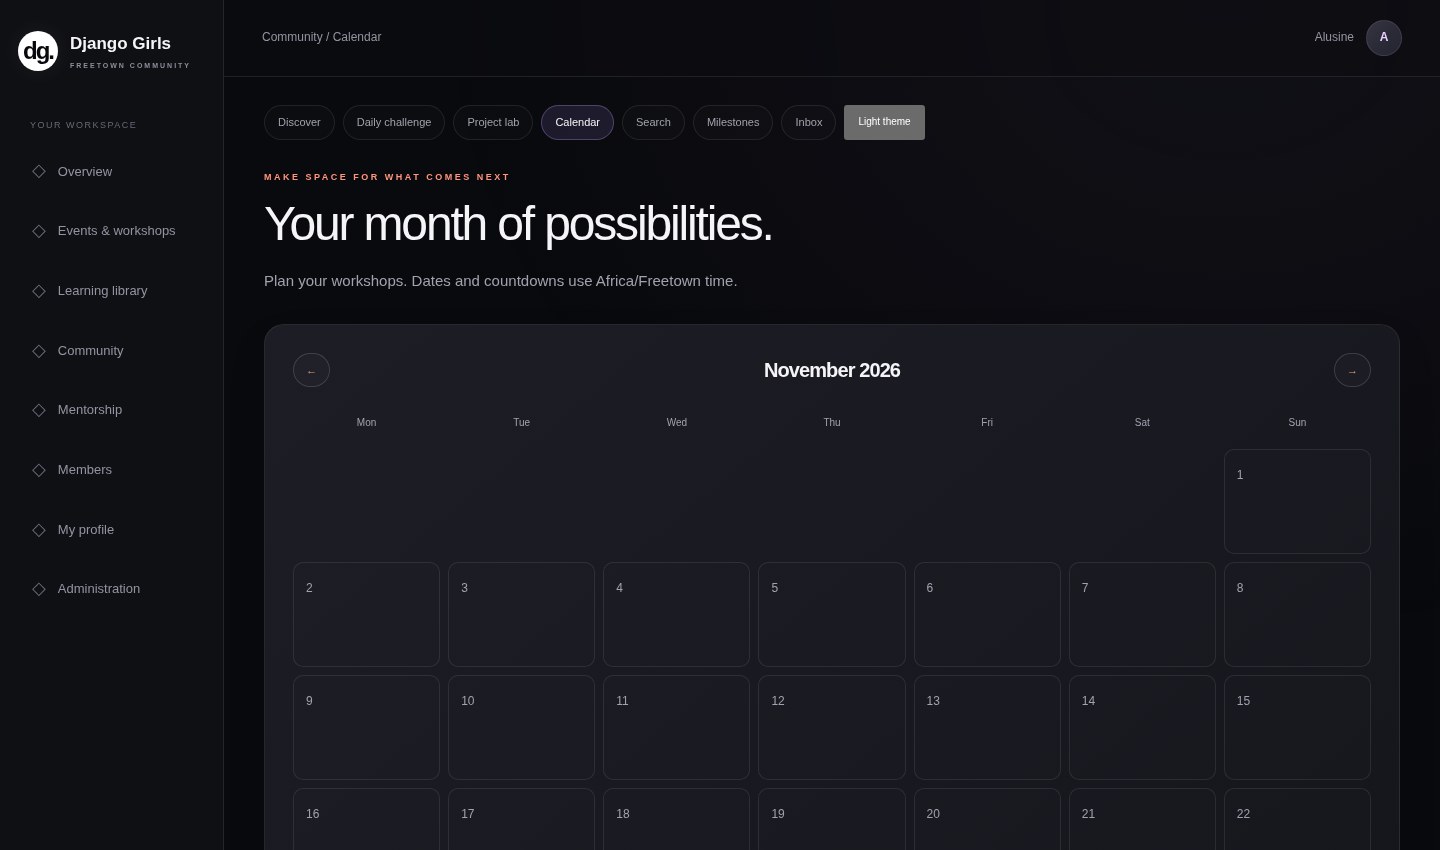 dg.
Django Girls
FREETOWN COMMUNITY
Community / Calendar
Alusine
A
YOUR WORKSPACE
Overview
Events & workshops
Learning library
Community
Mentorship
Members
My profile
Administration
Discover
Daily challenge
Project lab
Calendar
Search
Milestones
Inbox
Light theme
MAKE SPACE FOR WHAT COMES NEXT
Your month of possibilities.
Plan your workshops. Dates and countdowns use Africa/Freetown time.
← November 2026 →
Mon Tue Wed Thu Fri Sat Sun
1
2 3 4 5 6 7 8
9 10 11 12 13 14 15
16 17 18 19 20 21 22